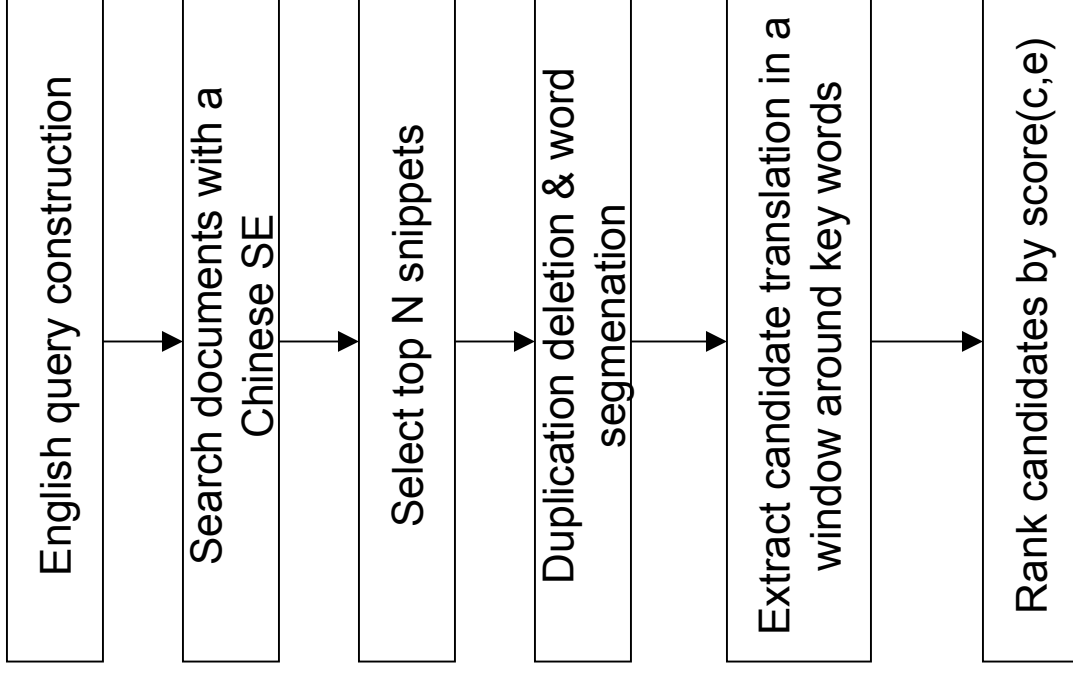 English query construction
Search documents with a
Chinese SE
Select top N snippets
Duplication deletion & word
segmenation
Extract candidate translation in a
window around key words
Rank candidates by score(c,e)